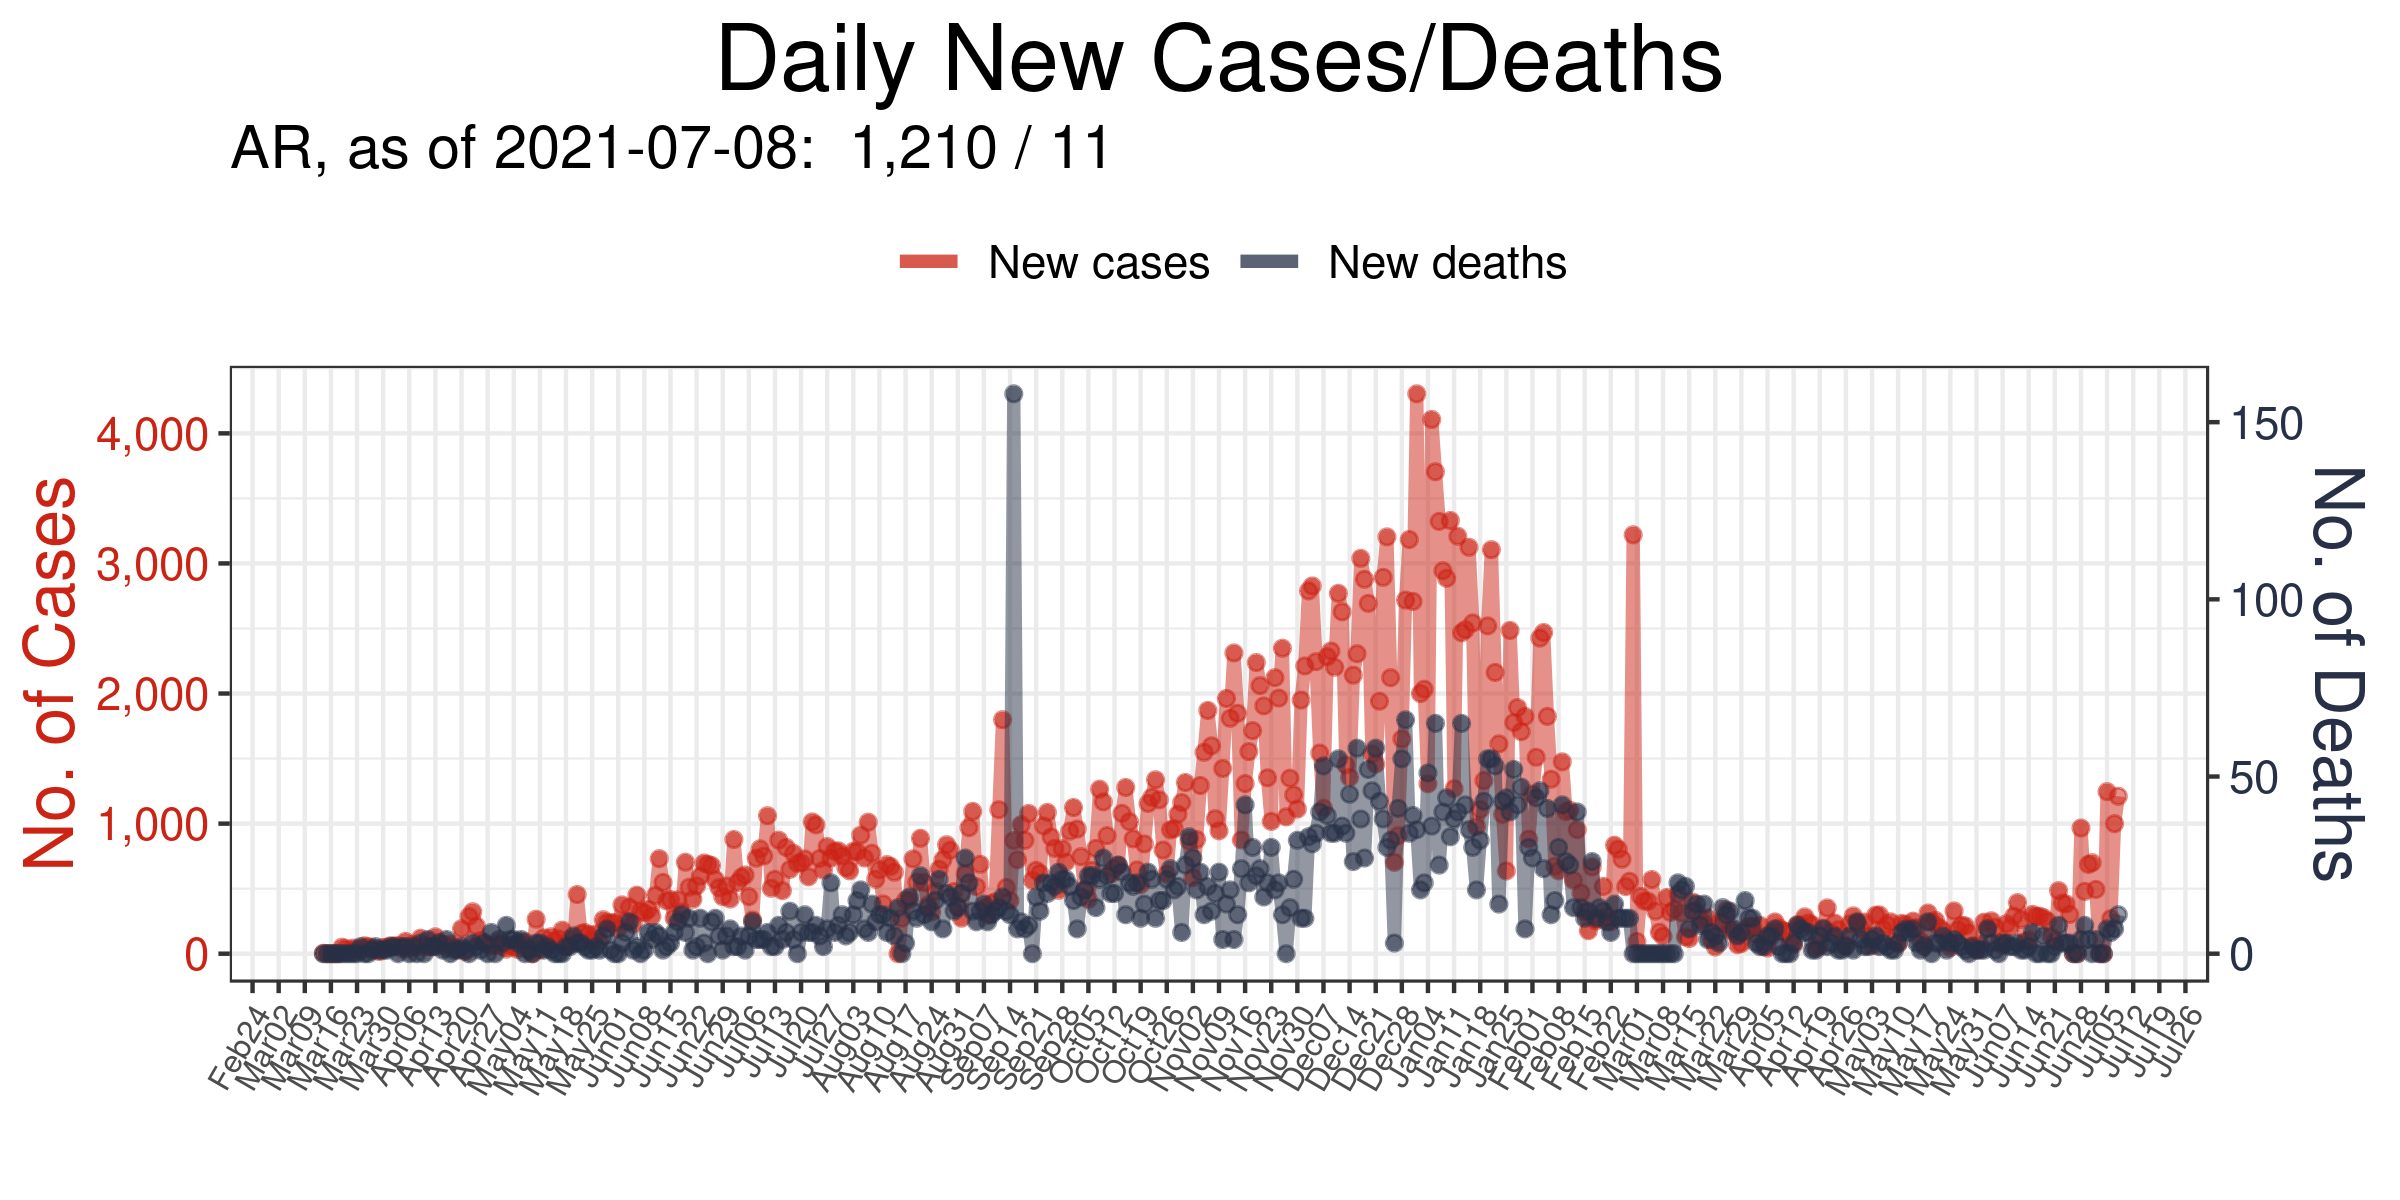 Daily New Cases/Deaths
AR, as of 2021-07-08:  1,210 / 11
New cases
New deaths
No. of Cases
4,000
3,000
2,000
1,000
0
150
100
50
0
No. of Deaths
Feb24
Mar02
Mar09
Mar16
Mar23
Mar30
Apr06
Apr13
Apr20
Apr27
May04
May11
May18
May25
Jun01
Jun08
Jun15
Jun22
Jun29
Jul06
Jul13
Jul20
Jul27
Aug03
Aug10
Aug17
Aug24
Aug31
Sep07
Sep14
Sep21
Sep28
Oct05
Oct12
Oct19
Oct26
Nov02
Nov09
Nov16
Nov23
Nov30
Dec07
Dec14
Dec21
Dec28
Jan04
Jan11
Jan18
Jan25
Feb01
Feb08
Feb15
Feb22
Mar01
Mar08
Mar15
Mar22
Mar29
Apr05
Apr12
Apr19
Apr26
May03
May10
May17
May24
May31
Jun07
Jun14
Jun21
Jun28
Jul05
Jul12
Jul19
Jul26